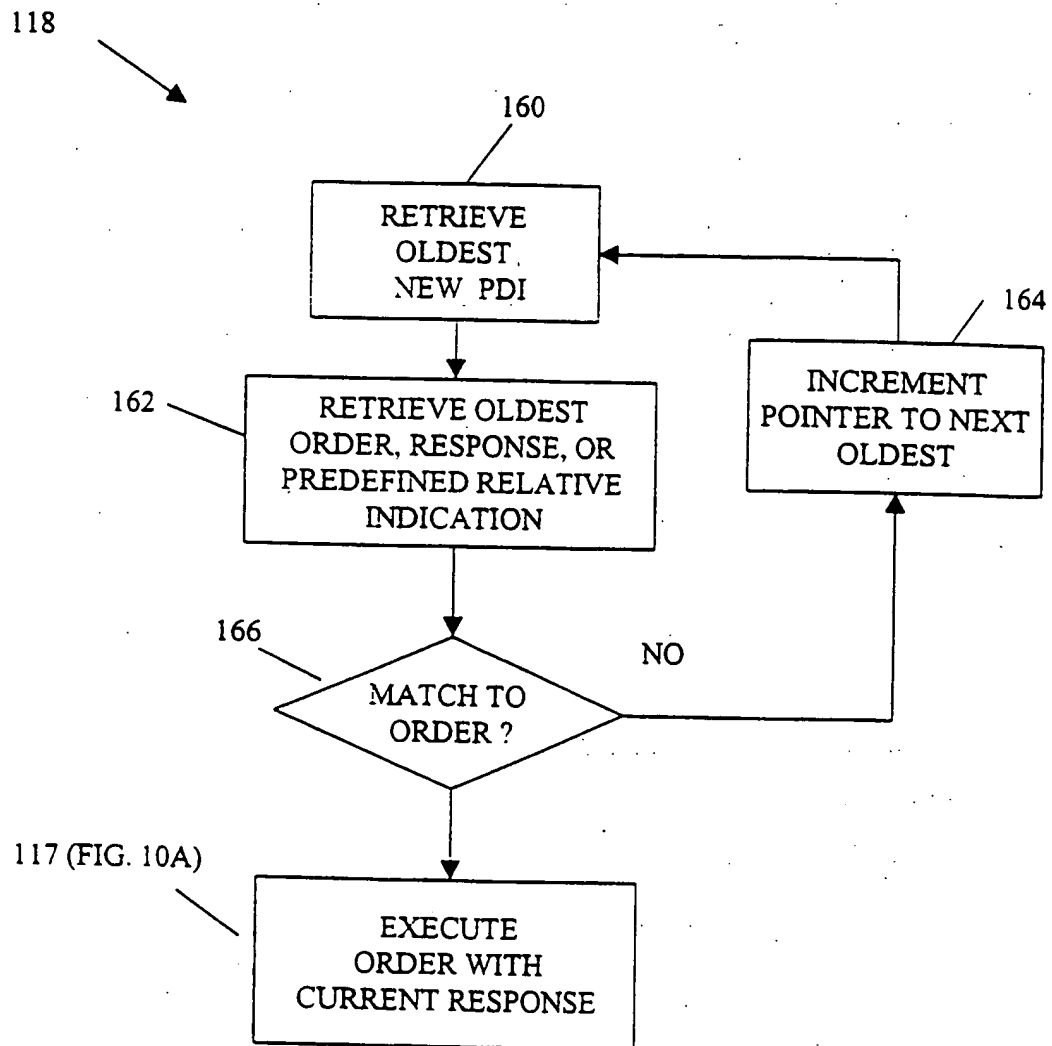 118
160
RETRIEVE
OLDEST
NEW PDI
164
INCREMENT
POINTER TO NEXT
OLDEST
162
RETRIEVE OLDEST
ORDER, RESPONSE, OR
PREDEFINED RELATIVE
INDICATION
166
NO
MATCH TO
ORDER ?
117 (FIG. 10A)
EXECUTE
ORDER WITH
CURRENT RESPONSE